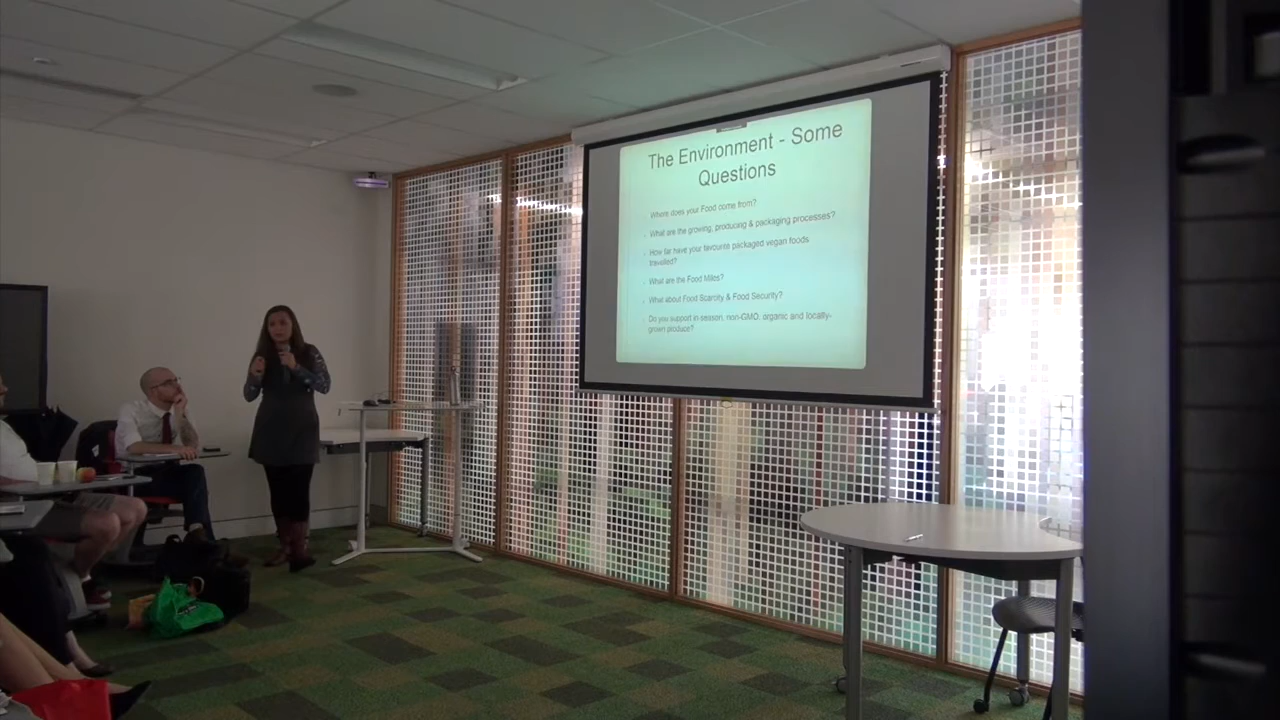 The Environment - Some
Questions
Where does your Food come from?
What are the growing, producing & packaging processes?
How far have your favourite packaged vegan foods
travelled?
What are the Food Miles?
What about Food Scarcity & Food Security?
Do you support in season, non-GMO, organic and locally-
grown produce?